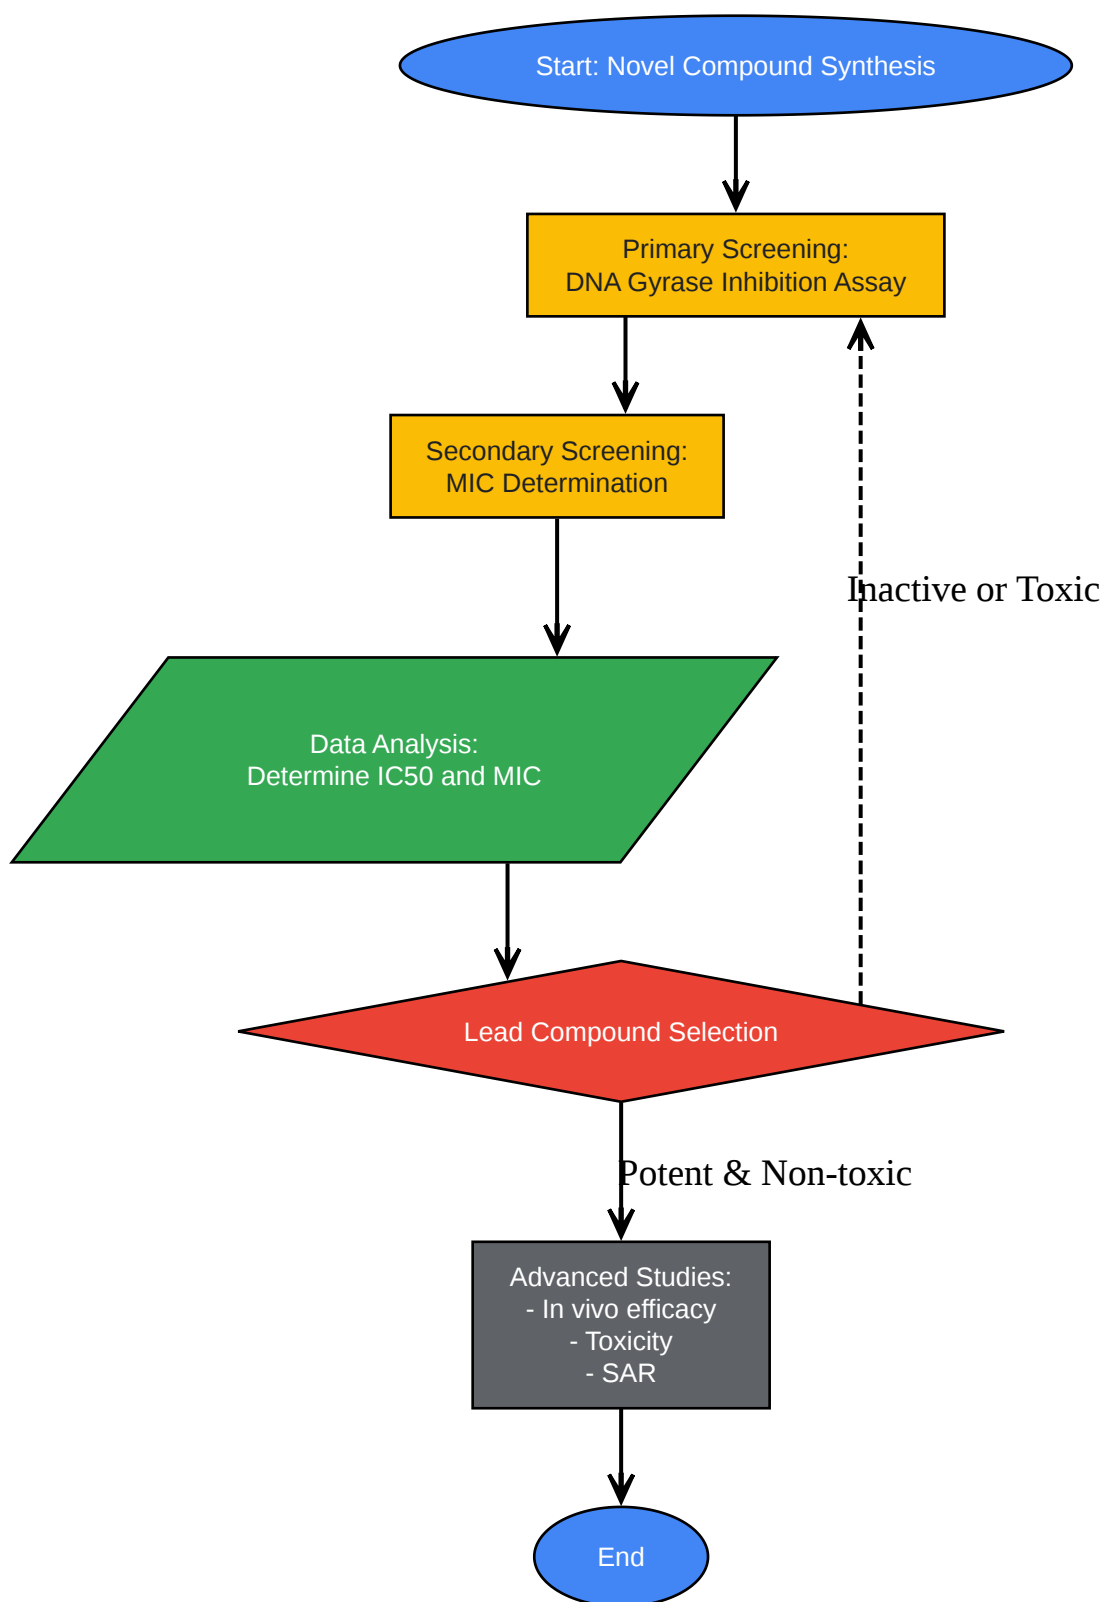 Start: Novel Compound Synthesis
Primary Screening:
DNA Gyrase Inhibition Assay
Secondary Screening:
MIC Determination
Inactive or Toxic
Data Analysis:
Determine IC50 and MIC
Lead Compound Selection
Potent & Non-toxic
Advanced Studies:
- In vivo efficacy
- Toxicity
- SAR
End